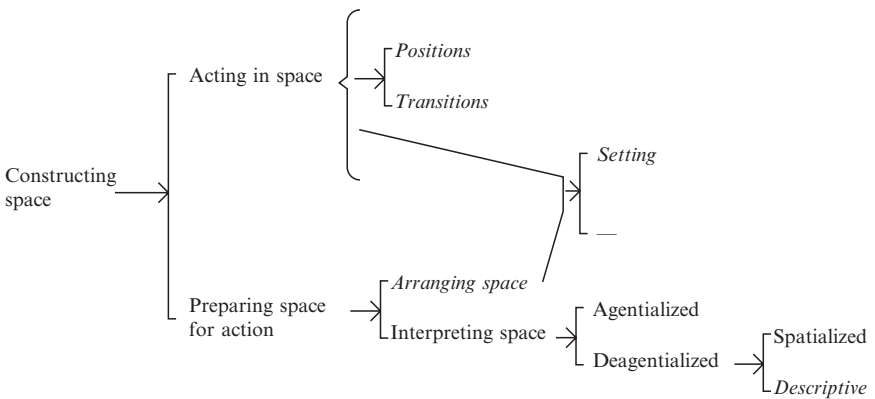 Positions
Acting in space
Transitions
Setting
Constructing
space
—
Arranging space
Preparing space
for action
Agentialized
Interpreting space
Spatialized
Deagentialized
Descriptive